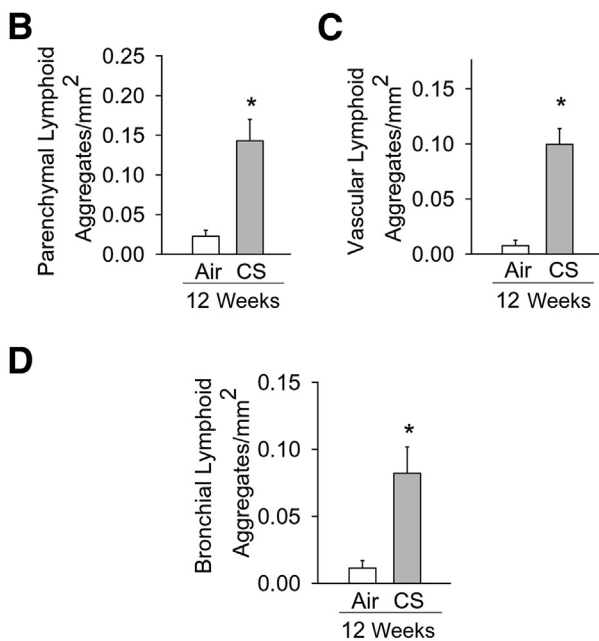 B
Parenchymal Lymphoid
Aggregates/mm²
0.25
0.20
0.15
0.10
0.05
0.00
*
Air CS
12 Weeks
C
Vascular Lymphoid
Aggregates/mm²
0.15
0.10
0.05
0.00
*
Air CS
12 Weeks
D
Bronchial Lymphoid
Aggregates/mm²
0.15
0.10
0.05
0.00
*
Air CS
12 Weeks